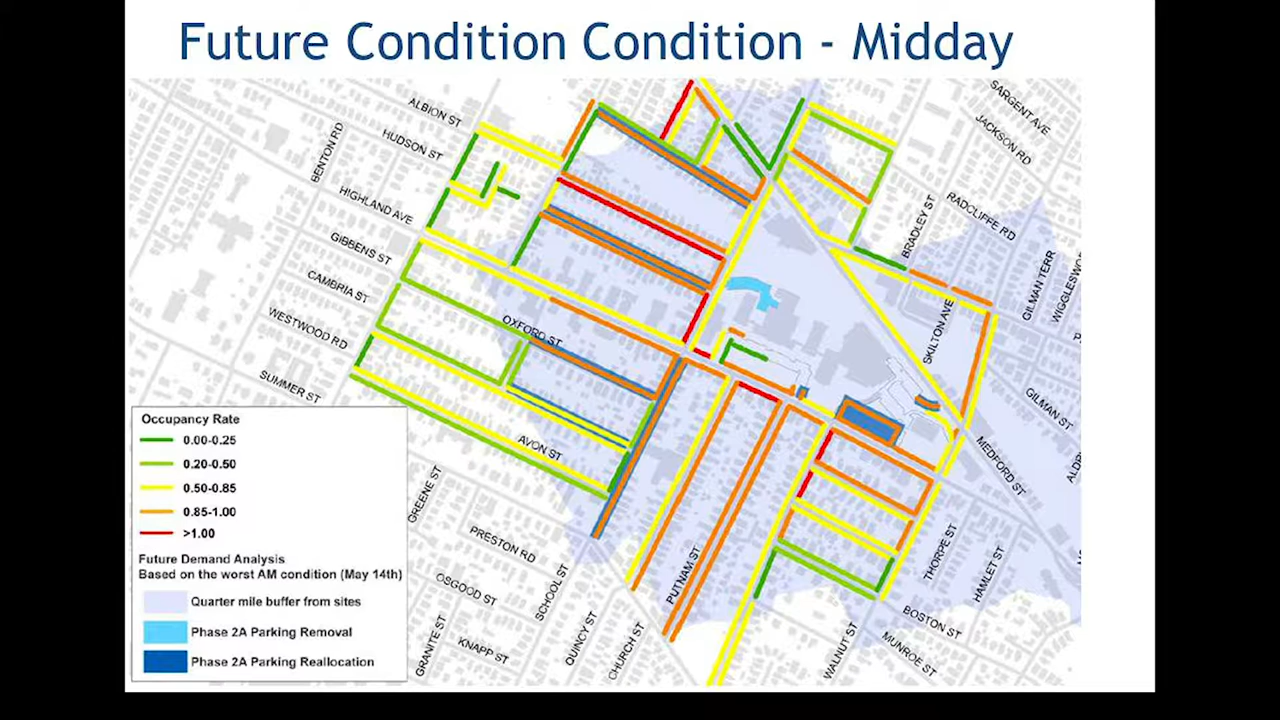 Future Condition Condition - Midday
SARGENT AVE
JACKSON RD
ALBION ST
HUDSON ST
BENTON RD
HIGHLAND AVE
GIBBENS ST
CAMBRIA ST
WESTWOOD RD
SUMMER ST
BRADLEY ST
RADCLIFFE RD
GILMAN TERR
WIGGLESWO
SKILTON AVE
OXFORD ST
GILMAN ST
MEDFORD ST
AVON ST
GREENE ST
PRESTON RD
OSGOOD ST
SCHOOL ST
GRANITE ST
KNAPP ST
QUINCY ST
CHURCH ST
PUTNAM ST
THORPE ST
HAMLET ST
BOSTON ST
WALNUT ST
MUNROE ST
Occupancy Rate
0.00-0.25
0.20-0.50
0.50-0.85
0.85-1.00
>1.00
Future Demand Analysis
Based on the worst AM condition (May 14th)
Quarter mile buffer from sites
Phase 2A Parking Removal
Phase 2A Parking Reallocation